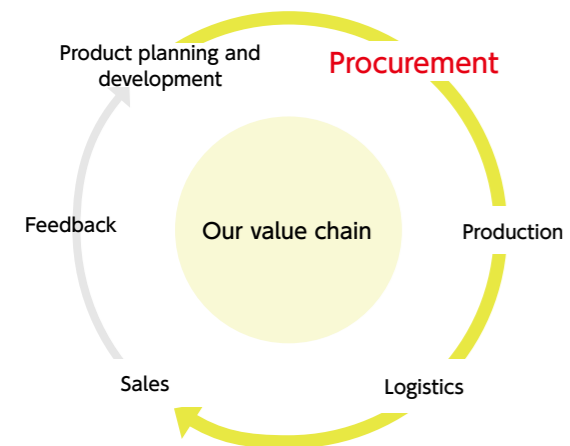 Product planning and
development
Procurement
Feedback
Our value chain
Production
Sales
Logistics